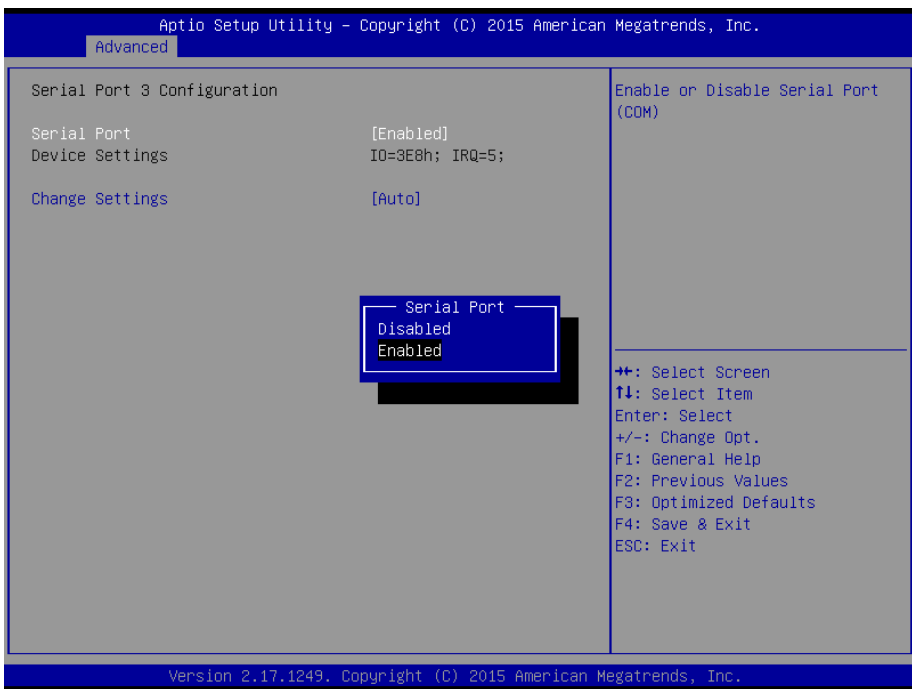 Aptio Setup Utility – Copyright (C) 2015 American Megatrends, Inc.
Advanced
Serial Port 3 Configuration
Serial Port [Enabled]
Device Settings IO=3E8h; IRQ=5;
Change Settings [Auto]
Serial Port
Disabled
Enabled
Enable or Disable Serial Port
(COM)
→←: Select Screen
↑↓: Select Item
Enter: Select
+/-: Change Opt.
F1: General Help
F2: Previous Values
F3: Optimized Defaults
F4: Save & Exit
ESC: Exit
Version 2.17.1249. Copyright (C) 2015 American Megatrends, Inc.